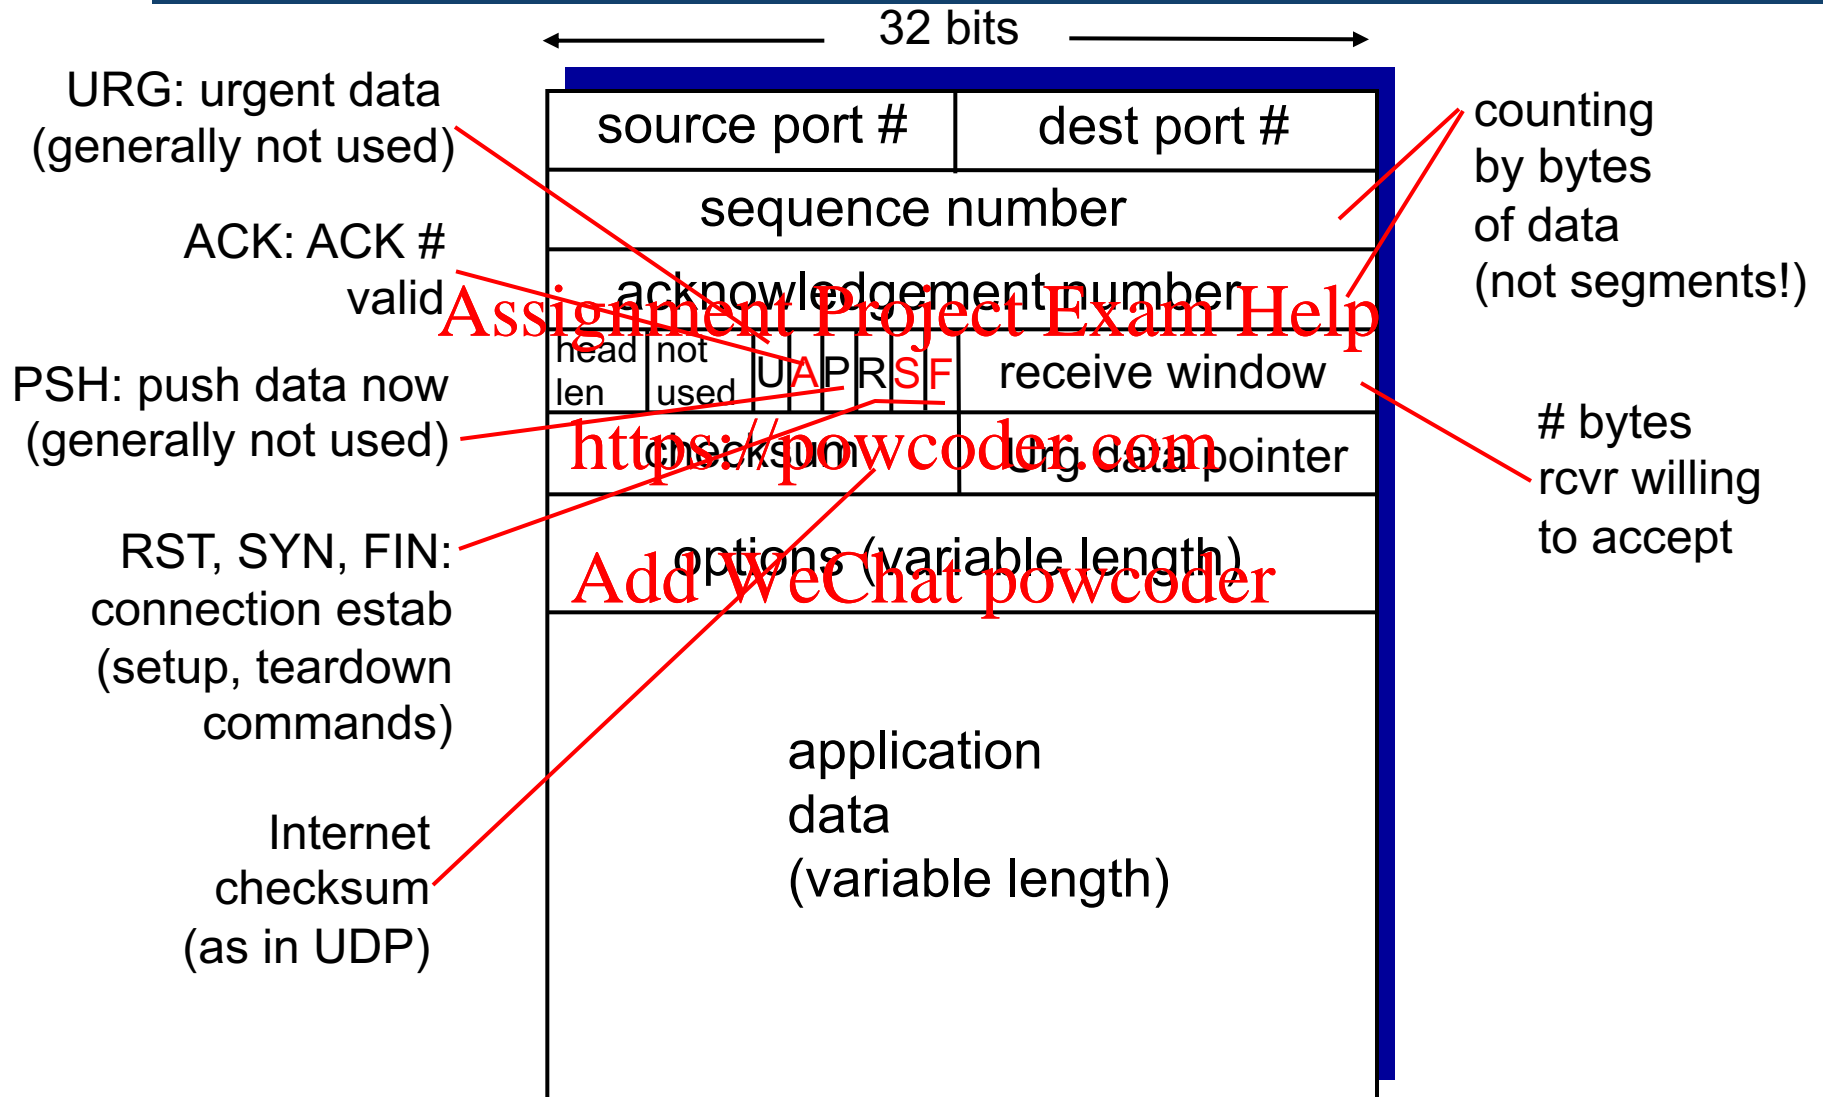 32 bits
URG: urgent data
(generally not used)
source port #
dest port #
counting
by bytes
of data
(not segments!)
sequence number
ACK: ACK #
valid
acknowledgement number
Assignment Project Exam Help
head
len
not
used
U
A
P
R
S
F
receive window
PSH: push data now
(generally not used)
# bytes
rcvr willing
to accept
checksum
Urg data pointer
https://powcoder.com
RST, SYN, FIN:
connection estab
(setup, teardown
commands)
options (variable length)
Add WeChat powcoder
application
data
(variable length)
Internet
checksum
(as in UDP)